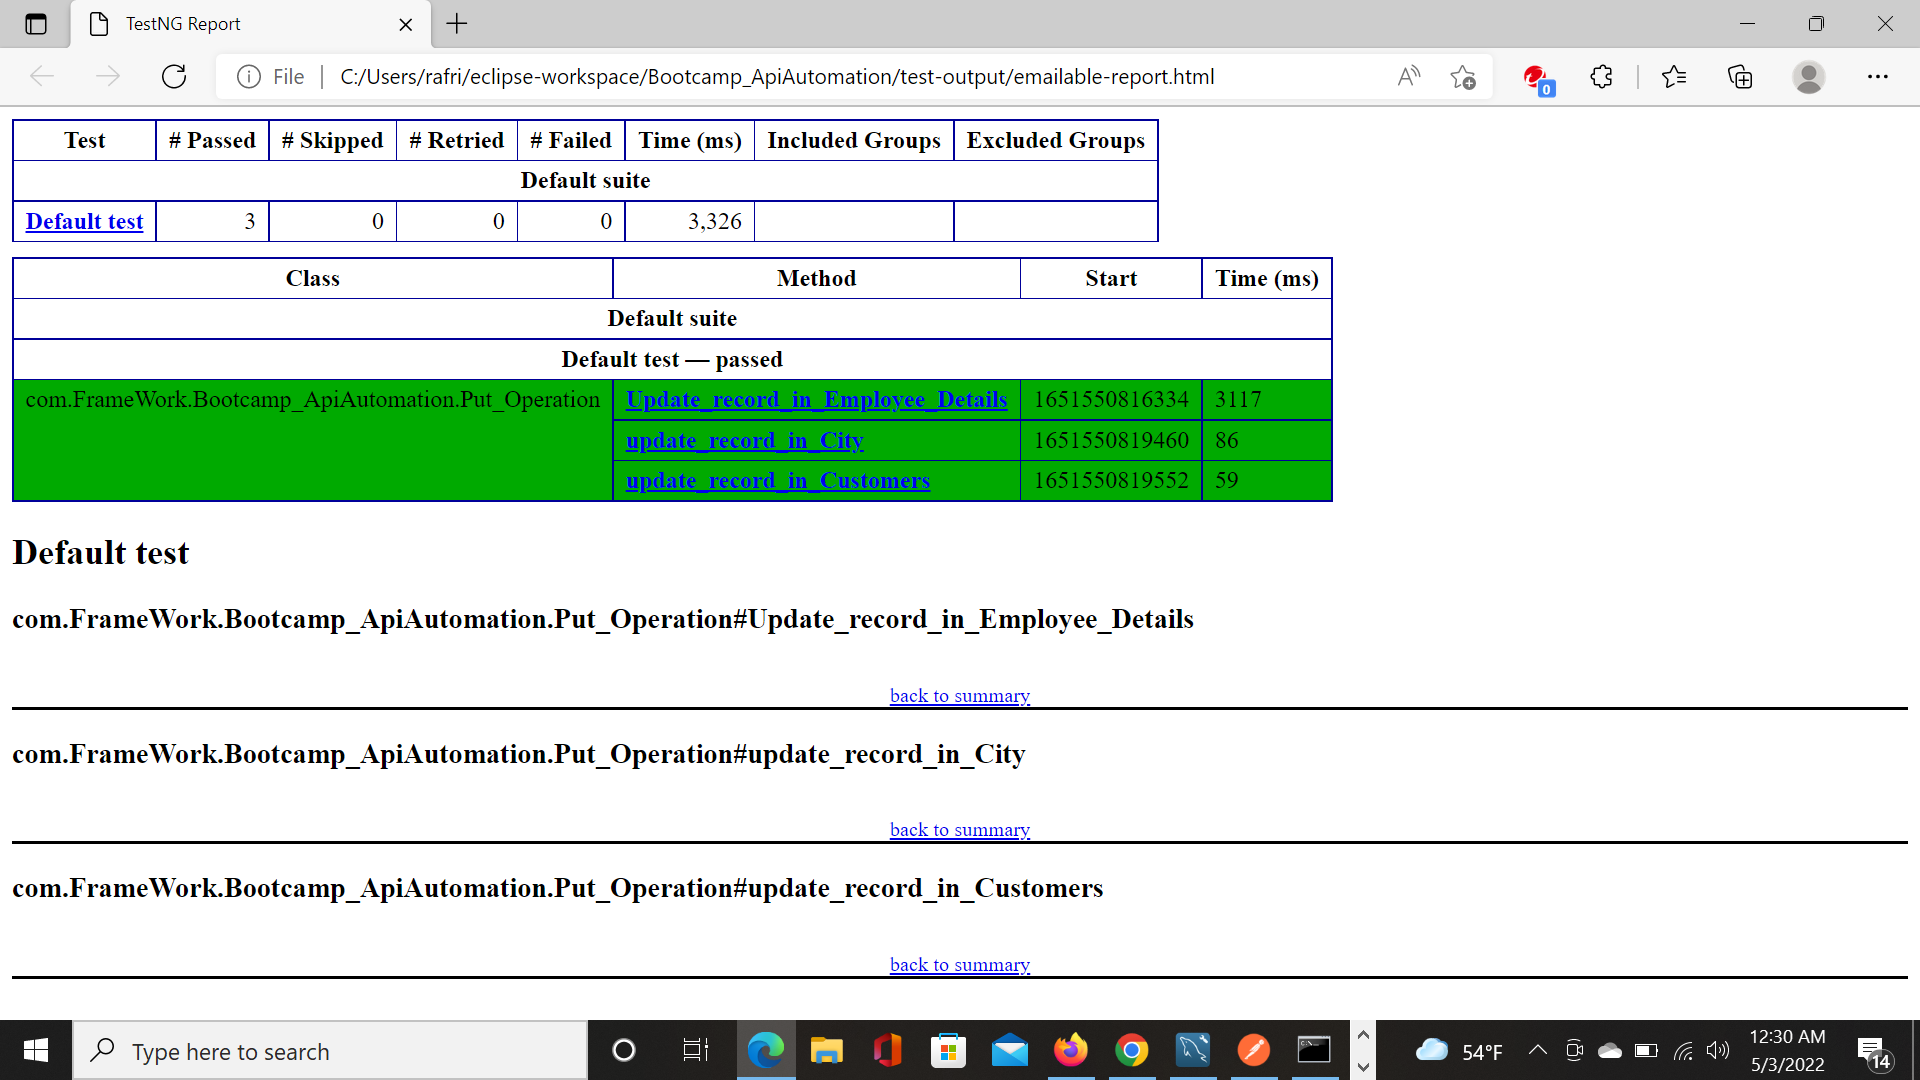 TestNG Report
File | C:/Users/rafri/eclipse-workspace/Bootcamp_ApiAutomation/test-output/emailable-report.html
0
Test # Passed # Skipped # Retried # Failed Time (ms) Included Groups Excluded Groups
Default suite
Default test 3 0 0 0 3,326
Class Method Start Time (ms)
Default suite
Default test — passed
com.FrameWork.Bootcamp_ApiAutomation.Put_Operation Update_record_in_Employee_Details 1651550816334 3117
update_record_in_City 1651550819460 86
update_record_in_Customers 1651550819552 59
Default test
com.FrameWork.Bootcamp_ApiAutomation.Put_Operation#Update_record_in_Employee_Details
back to summary
com.FrameWork.Bootcamp_ApiAutomation.Put_Operation#update_record_in_City
back to summary
com.FrameWork.Bootcamp_ApiAutomation.Put_Operation#update_record_in_Customers
back to summary
Type here to search
54°F
12:30 AM
5/3/2022
14